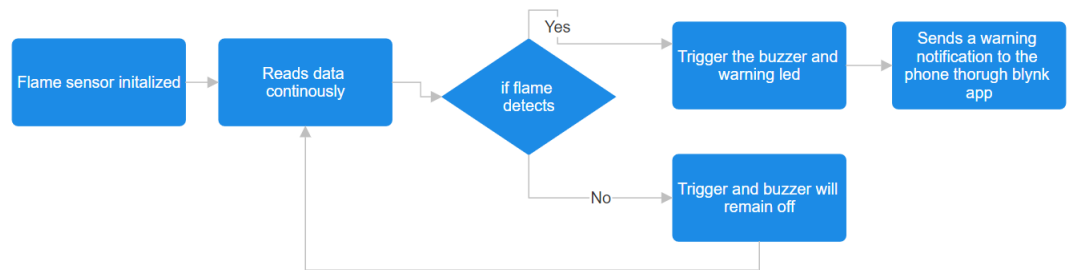 Flame sensor initalized
Reads data
continously
if flame
detects
Yes
Trigger the buzzer and
warning led
Sends a warning
notification to the
phone thorugh blynk
app
No
Trigger and buzzer will
remain off